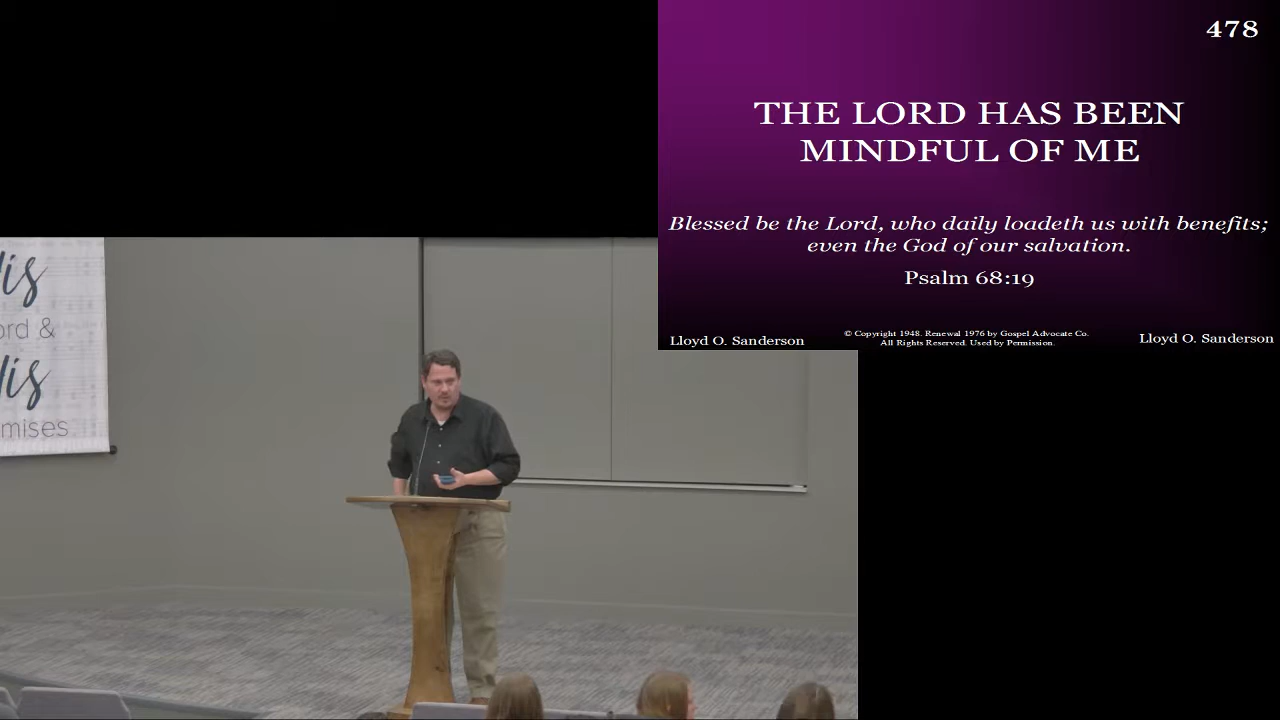 478
THE LORD HAS BEEN
MINDFUL OF ME
Blessed be the Lord, who daily loadeth us with benefits;
even the God of our salvation.
Psalm 68:19
Lloyd O. Sanderson
© Copyright 1948. Renewal 1976 by Gospel Advocate Co.
All Rights Reserved. Used by Permission.
Lloyd O. Sanderson
is
ord &
is
mises